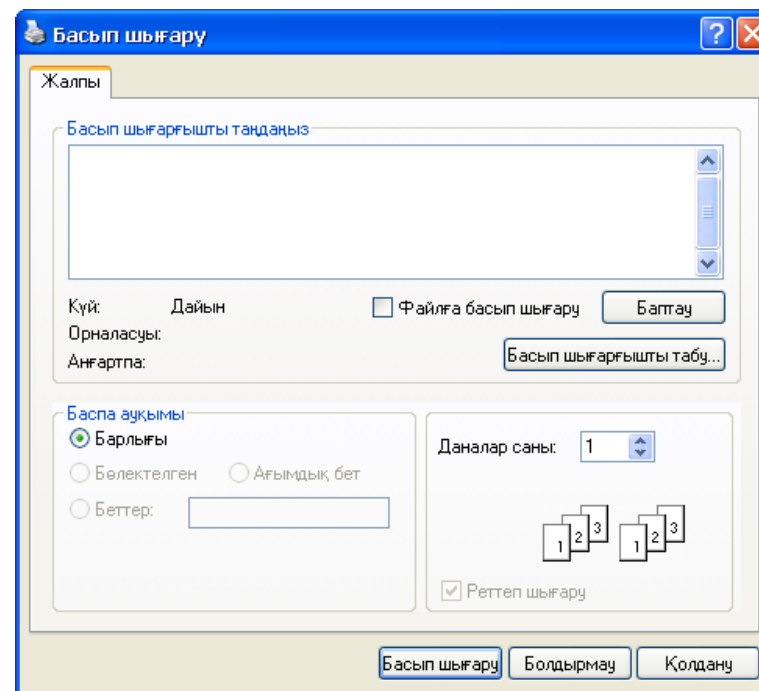 Басып шығару
Жалпы
Басып шығарғышты таңдаңыз
Күй: Дайын
Файлға басып шығару
Баптау
Орналасуы:
Аңғартпа:
Басып шығарғышты табу...
Баспа ауқымы
Барлығы
Бөлектелген Ағымдық бет
Беттер:
Даналар саны: 1
1 2 3 1 2 3
Реттеп шығару
Басып шығару Болдырмау Қолдану